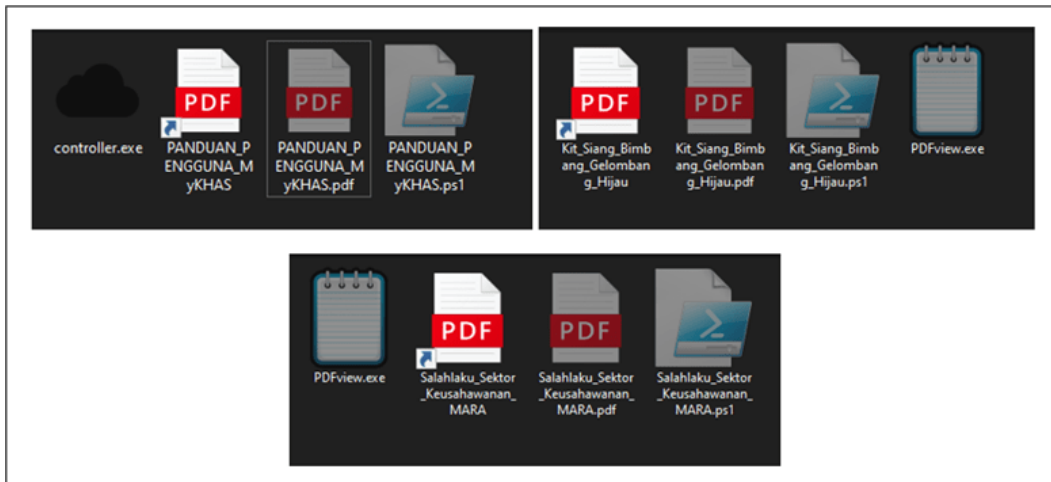 PDF
PDF
controller.exe
PANDUAN_P
ENGGUNA_M
yKHAS
PANDUAN_P
ENGGUNA_M
yKHAS.pdf
PANDUAN_P
ENGGUNA_M
yKHAS.ps1
PDF
PDF
Kit_Siang_Bimb
ang_Gelomban
g_Hijau
Kit_Siang_Bimb
ang_Gelomban
g_Hijau.pdf
Kit_Siang_Bimb
ang_Gelomban
g_Hijau.ps1
PDFview.exe
PDF
PDF
PDFview.exe
Salahlaku_Sektor
_Keusahawanan_
MARA
Salahlaku_Sektor
_Keusahawanan_
MARA.pdf
Salahlaku_Sektor
_Keusahawanan_
MARA.ps1